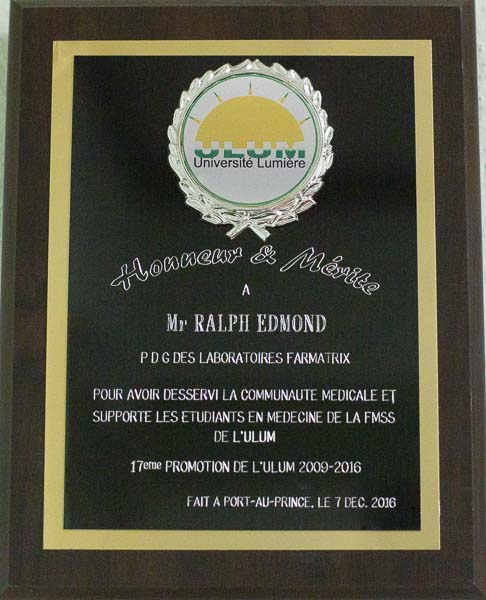 ULUM
Université Lumière
Honneur & Mérite
A
Mr RALPH EDMOND
P D G DES LABORATOIRES FARMATRIX
POUR AVOIR DESSERVI LA COMMUNAUTE MEDICALE ET
SUPPORTE LES ETUDIANTS EN MEDECINE DE LA FMSS
DE L'ULUM
17eme PROMOTION DE L'ULUM 2009-2016
FAIT A PORT-AU-PRINCE, LE 7 DEC. 2016